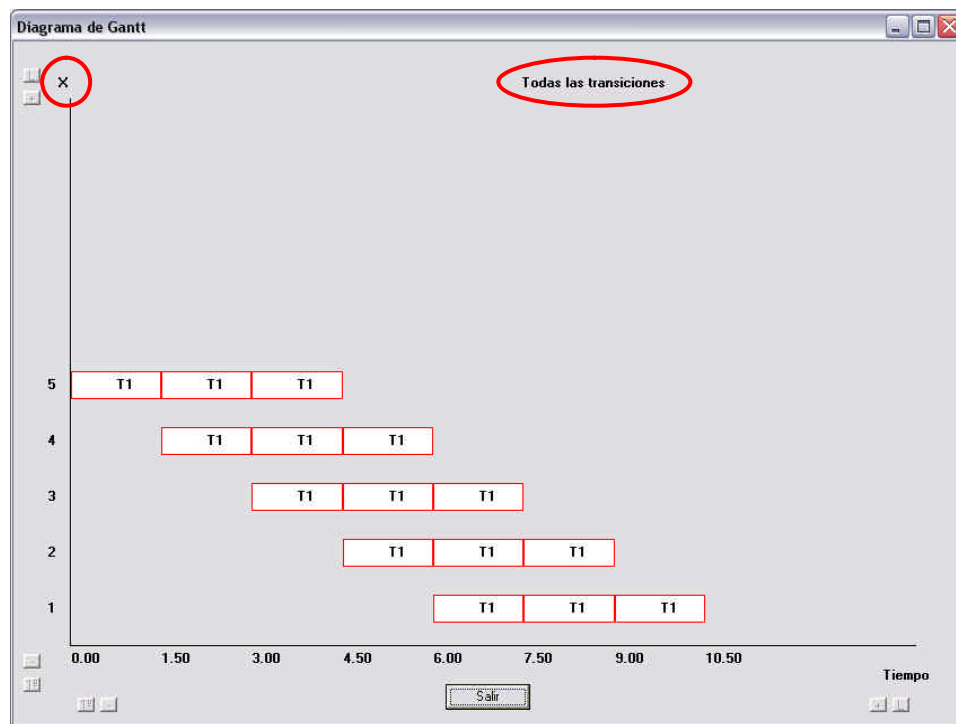 Diagrama de Gantt
L X Todas las transiciones
+
5 T1 T1 T1
4 T1 T1 T1
3 T1 T1 T1
2 T1 T1 T1
1 T1 T1 T1
- 0.00 1.50 3.00 4.50 6.00 7.50 9.00 10.50
Tiempo
Salir
- + L